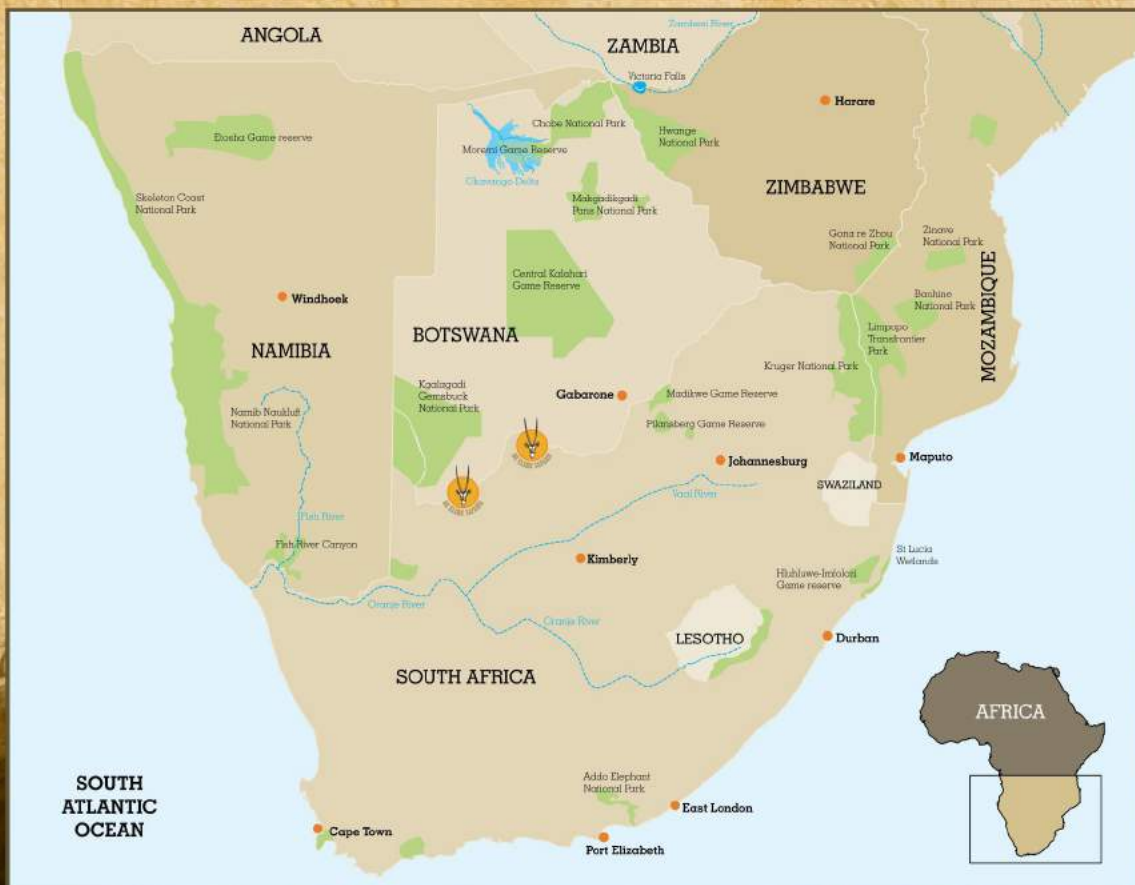 ANGOLA
ZAMBIA
Zambezi River
Victoria Falls
Harare
Etosha Game reserve
Chobe National Park
Moremi Game Reserve
Okavango Delta
Hwange
National Park
ZIMBABWE
Skeleton Coast
National Park
Makgadikgadi
Pans National Park
Gona re Zhou
National Park
Zinave
National Park
Central Kalahari
Game Reserve
Windhoek
Banhine
National Park
MOZAMBIQUE
BOTSWANA
NAMIBIA
Limpopo
Transfrontier
Park
Kruger National Park
Kgalagadi
Gemsbuck
National Park
Gabarone
Madikwe Game Reserve
Namib Naukluft
National Park
Pilansberg Game Reserve
Johannesburg
Maputo
SWAZILAND
Vaal River
Fish River
Fish River Canyon
Kimberly
St Lucia
Wetlands
Hluhluwe-Imfolozi
Game reserve
Oranje River
Oranje River
LESOTHO
Durban
SOUTH AFRICA
AFRICA
SOUTH
ATLANTIC
OCEAN
Addo Elephant
National Park
East London
Cape Town
Port Elizabeth